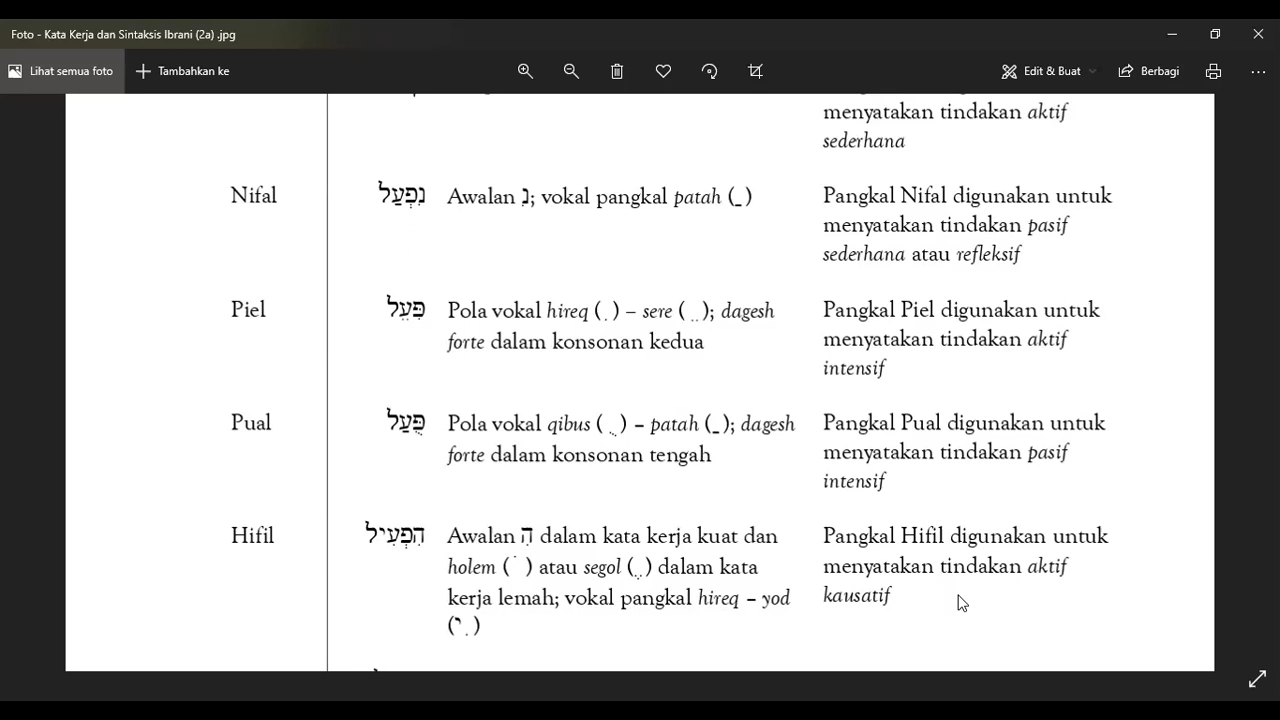 Foto - Kata Kerja dan Sintaksis Ibrani (2a) .jpg
Lihat semua foto
Tambahkan ke
Edit & Buat
Berbagi
menyatakan tindakan aktif
sederhana
Nifal נִפְעַל Awalan נִ; vokal pangkal patah (ַ) Pangkal Nifal digunakan untuk
menyatakan tindakan pasif
sederhana atau refleksif
Piel פִּעֵל Pola vokal hireq (ִ) – sere (ֵ); dagesh Pangkal Piel digunakan untuk
forte dalam konsonan kedua menyatakan tindakan aktif
intensif
Pual פֻּעַל Pola vokal qibus (ֻ) – patah (ַ); dagesh Pangkal Pual digunakan untuk
forte dalam konsonan tengah menyatakan tindakan pasif
intensif
Hifil הִפְעִיל Awalan הִ dalam kata kerja kuat dan Pangkal Hifil digunakan untuk
holem (ֹ) atau segol (ֶ) dalam kata menyatakan tindakan aktif
kerja lemah; vokal pangkal hireq – yod kausatif
(ִי)